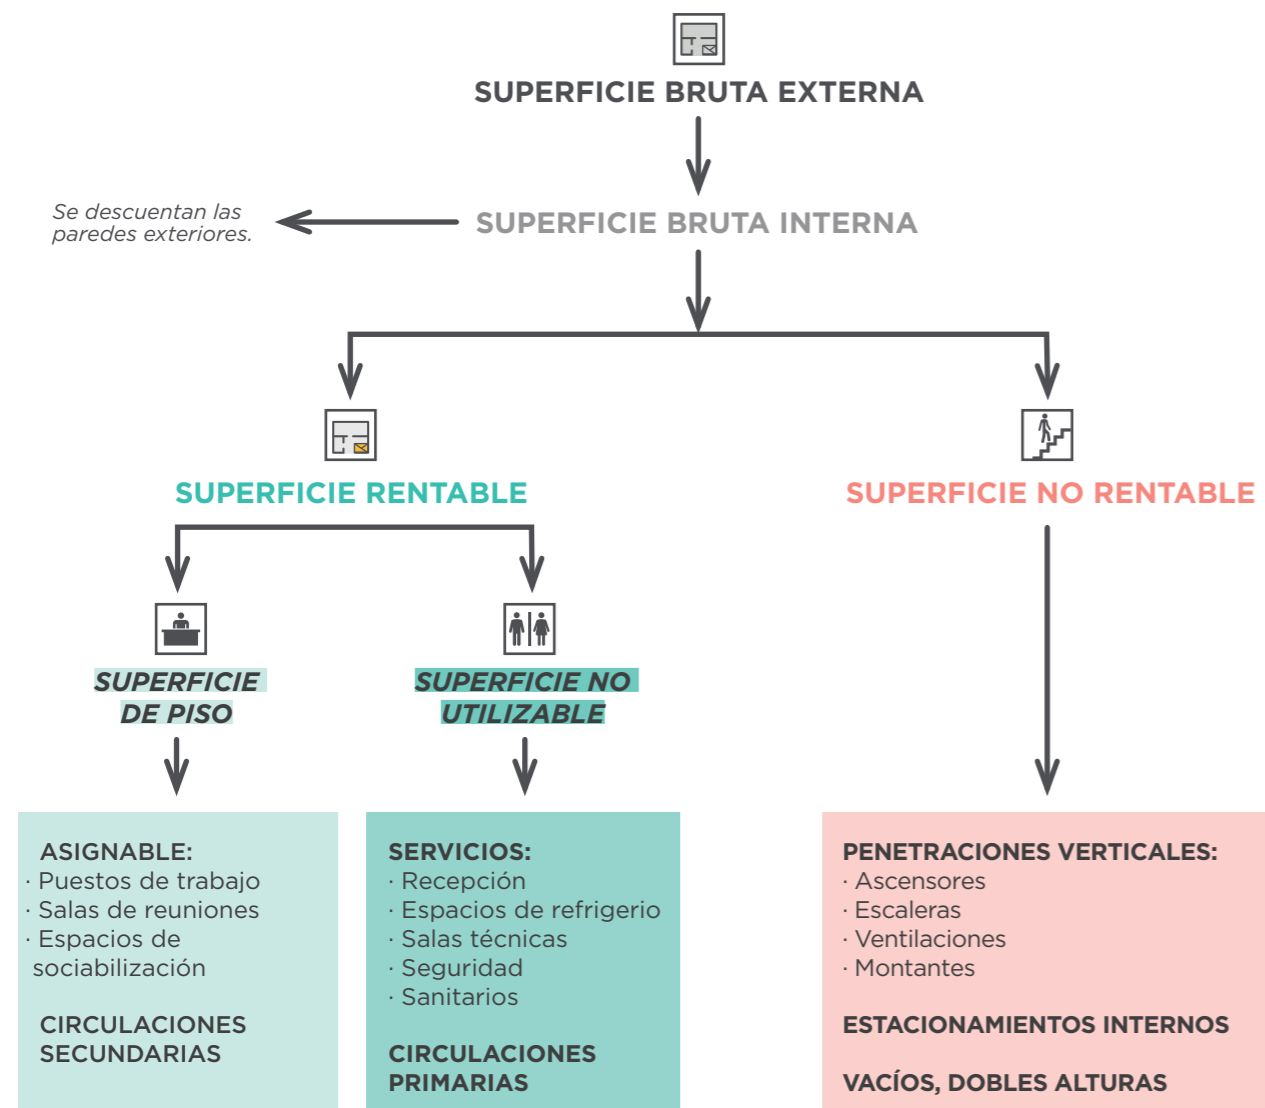 SUPERFICIE BRUTA EXTERNA
Se descuentan las
paredes exteriores.
SUPERFICIE BRUTA INTERNA
SUPERFICIE RENTABLE
SUPERFICIE NO RENTABLE
SUPERFICIE
DE PISO
SUPERFICIE NO
UTILIZABLE
ASIGNABLE:
· Puestos de trabajo
· Salas de reuniones
· Espacios de
sociabilización
CIRCULACIONES
SECUNDARIAS
SERVICIOS:
· Recepción
· Espacios de refrigerio
· Salas técnicas
· Seguridad
· Sanitarios
CIRCULACIONES
PRIMARIAS
PENETRACIONES VERTICALES:
· Ascensores
· Escaleras
· Ventilaciones
· Montantes
ESTACIONAMIENTOS INTERNOS
VACÍOS, DOBLES ALTURAS